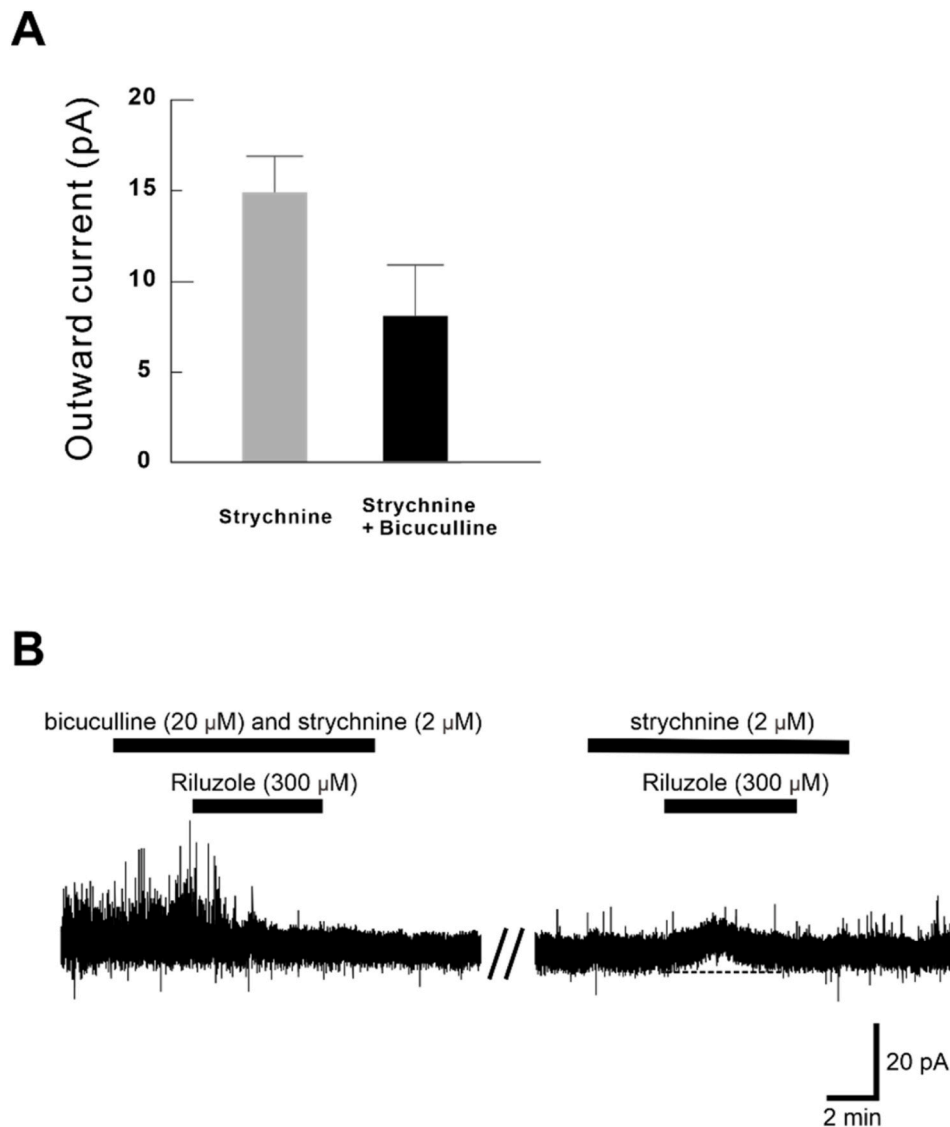 A
Outward current (pA)
20
15
10
5
0
Strychnine
Strychnine
+ Bicuculline
B
bicuculline (20 μM) and strychnine (2 μM)
strychnine (2 μM)
Riluzole (300 μM)
Riluzole (300 μM)
20 pA
2 min